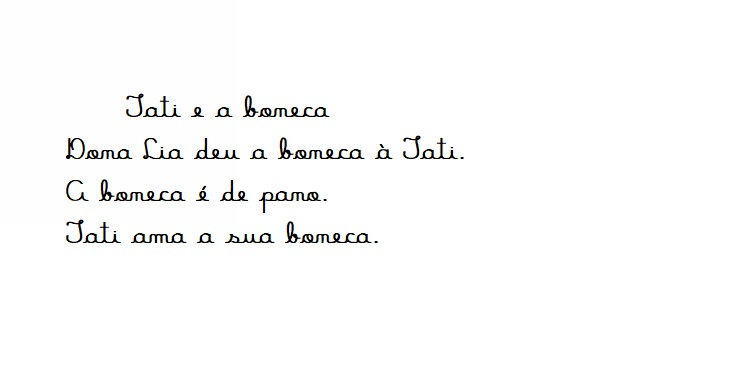 Tati e a boneca
Dona Lia deu a boneca à Tati.
A boneca é de pano.
Tati ama a sua boneca.